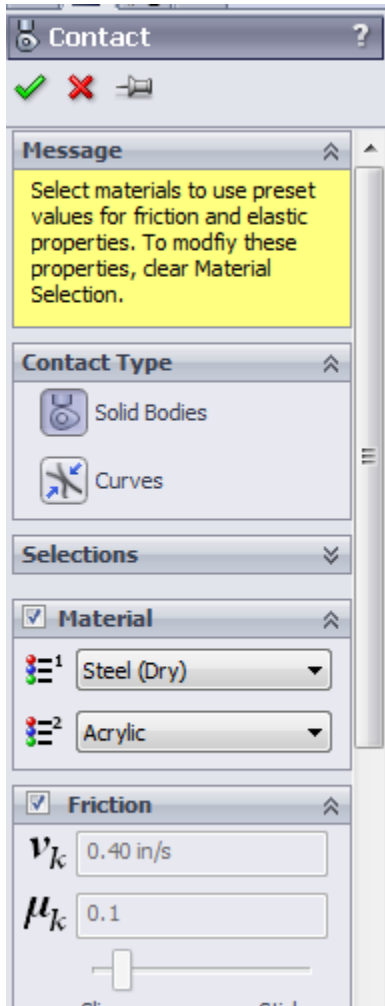 Contact ?
Message
Select materials to use preset
values for friction and elastic
properties. To modfiy these
properties, clear Material
Selection.
Contact Type
Solid Bodies
Curves
Selections
Material
1 Steel (Dry)
2 Acrylic
Friction
νk 0.40 in/s
μk 0.1